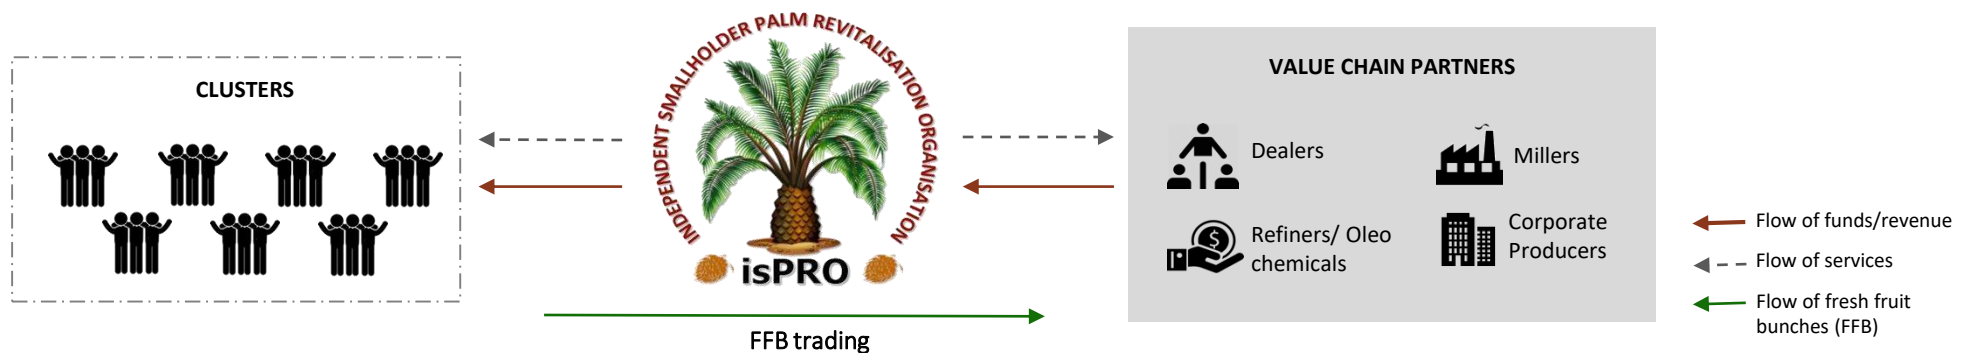 CLUSTERS
INDEPENDENT SMALLHOLDER PALM REVITALISATION ORGANISATION
isPRO
FFB trading
VALUE CHAIN PARTNERS
Dealers
Millers
Refiners/ Oleo
chemicals
Corporate
Producers
Flow of funds/revenue
Flow of services
Flow of fresh fruit
bunches (FFB)